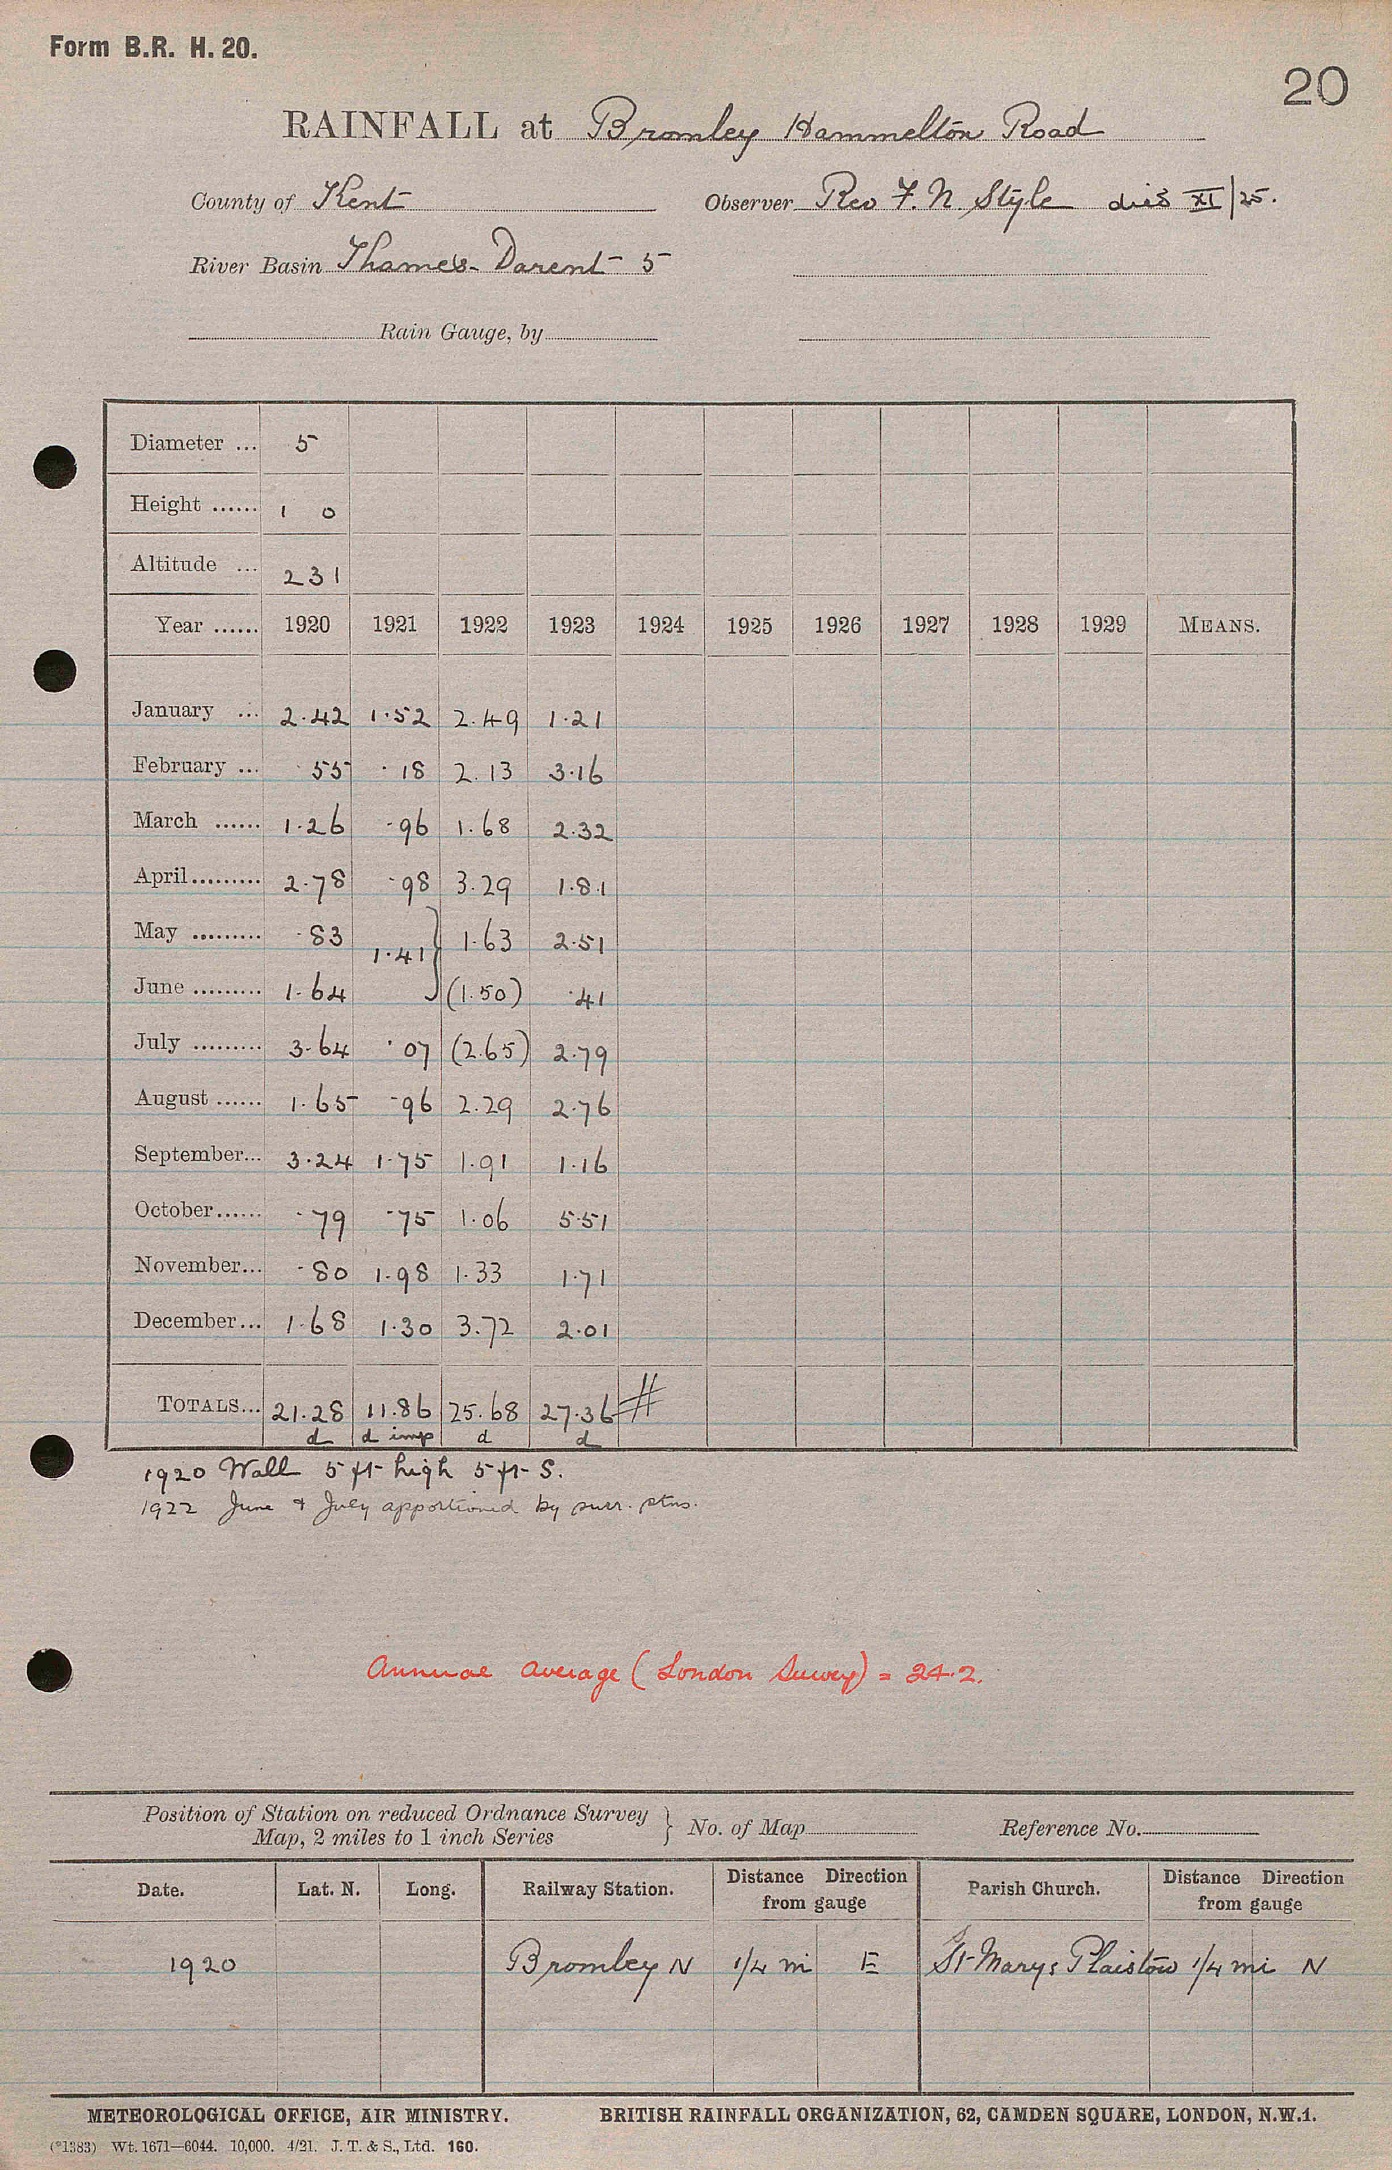 Form B.R. H. 20.
20
RAINFALL at Bromley Hammelton Road
County of Kent Observer Rev F. N. Style died XI/25.
River Basin Thames-Darent 5
Rain Gauge, by
Diameter ... 5
Height ...... 1 0
Altitude ... 231
Year ...... 1920 1921 1922 1923 1924 1925 1926 1927 1928 1929 MEANS.
January ... 2.42 1.52 2.49 1.21
February ... .55 .18 2.13 3.16
March ...... 1.26 .96 1.68 2.32
April......... 2.78 .98 3.29 1.81
May ......... .83 1.41} 1.63 2.51
June ......... 1.64 (1.50) .41
July ......... 3.64 .07 (2.65) 2.79
August ...... 1.65 .96 2.29 2.76
September... 3.24 1.75 1.91 1.16
October...... .79 .75 1.06 5.51
November... .80 1.98 1.33 1.71
December... 1.68 1.30 3.72 2.01
TOTALS... 21.28 11.86 25.68 27.36 #
d d imp d d
1920 Wall 5 ft high 5 ft S.
1922 June & July apportioned by surr. stns.
Annual average (London Survey) = 24.2.
Position of Station on reduced Ordnance Survey
Map, 2 miles to 1 inch Series } No. of Map Reference No.
Date. Lat. N. Long. Railway Station. Distance Direction from gauge Parish Church. Distance Direction from gauge
1920 Bromley N 1/4 mi E St Marys Plaistow 1/4 mi N
METEOROLOGICAL OFFICE, AIR MINISTRY. BRITISH RAINFALL ORGANIZATION, 62, CAMDEN SQUARE, LONDON, N.W.1.
(*1383) Wt. 1671—6044. 10,000. 4/21. J. T. & S., Ltd. 160.